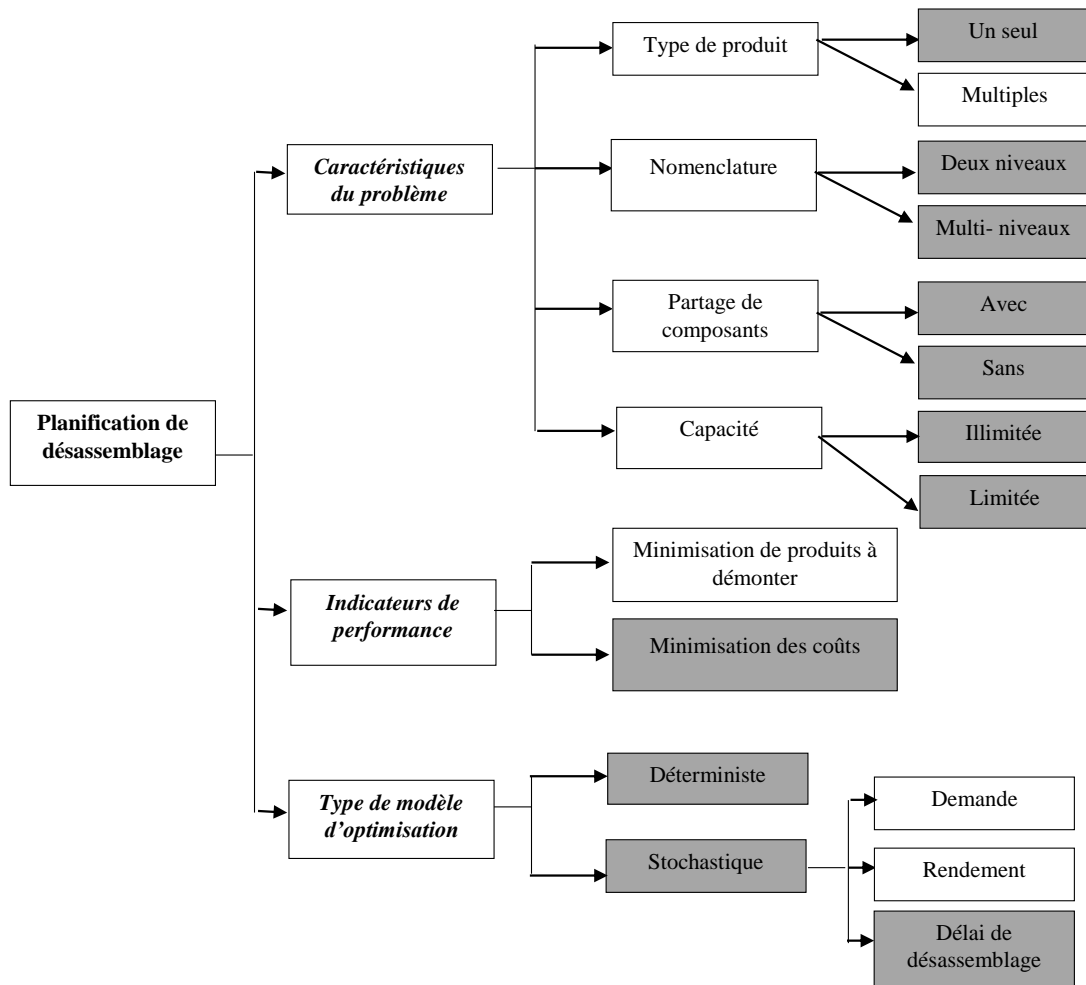 Planification de
désassemblage
Caractéristiques
du problème
Type de produit
Un seul
Multiples
Nomenclature
Deux niveaux
Multi- niveaux
Partage de
composants
Avec
Sans
Capacité
Illimitée
Limitée
Indicateurs de
performance
Minimisation de produits à
démonter
Minimisation des coûts
Type de modèle
d’optimisation
Déterministe
Stochastique
Demande
Rendement
Délai de
désassemblage